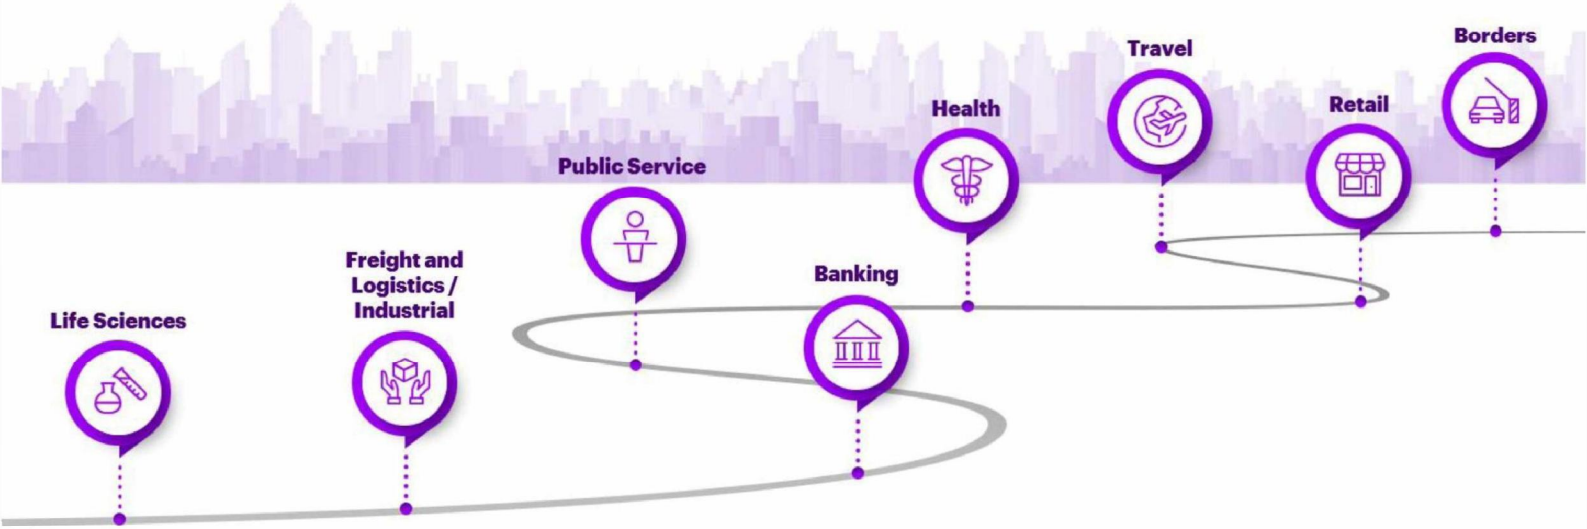 Life Sciences
Freight and
Logistics /
Industrial
Public Service
Banking
Health
Travel
Retail
Borders